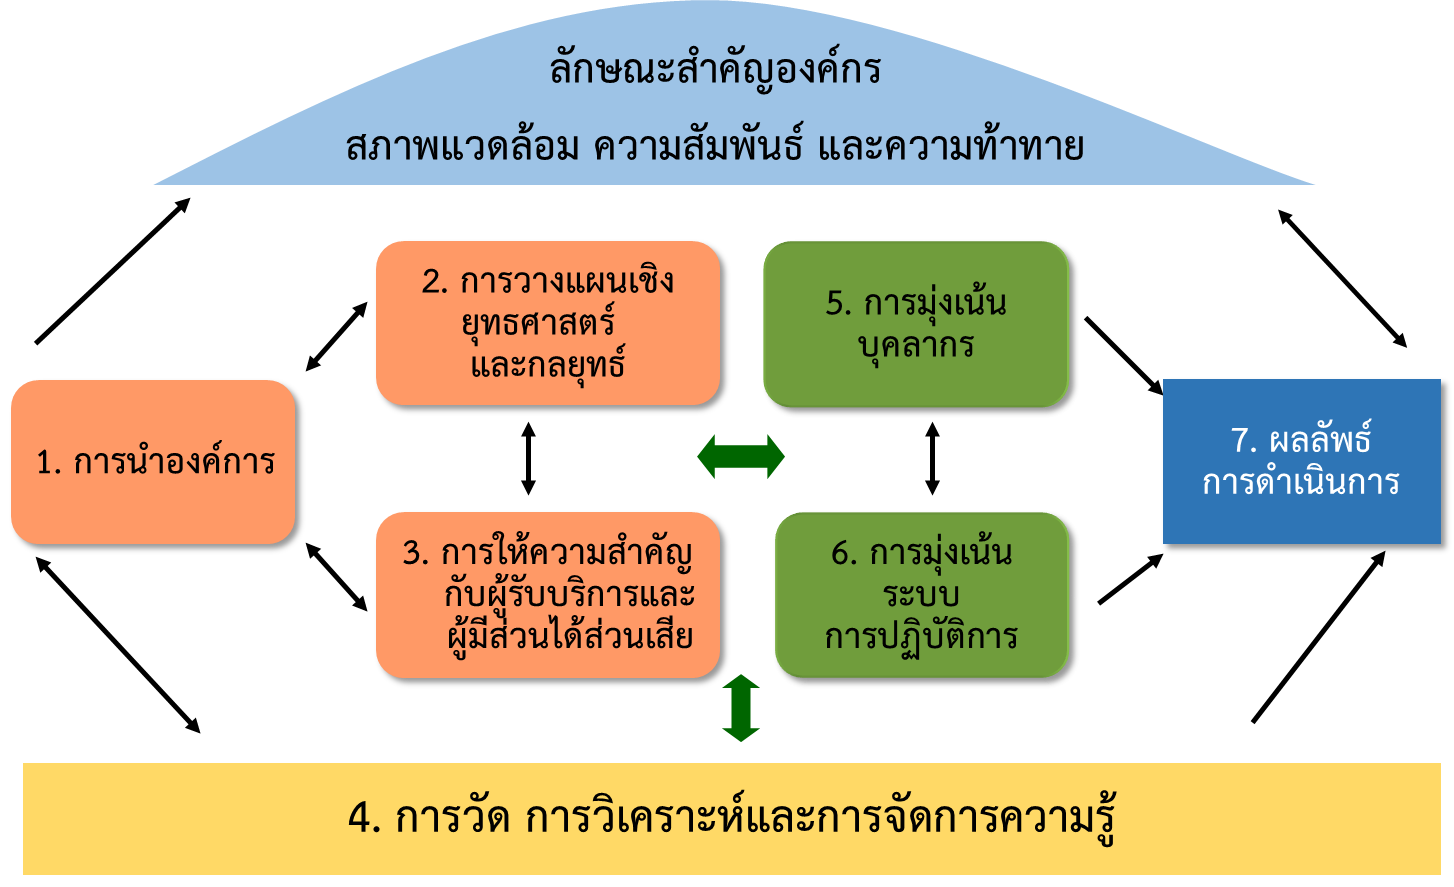 ลักษณะสำคัญองค์กร
สภาพแวดล้อม ความสัมพันธ์ และความท้าทาย
1. การนำองค์การ
2. การวางแผนเชิง
ยุทธศาสตร์
และกลยุทธ์
3. การให้ความสำคัญ
กับผู้รับบริการและ
ผู้มีส่วนได้ส่วนเสีย
5. การมุ่งเน้น
บุคลากร
6. การมุ่งเน้น
ระบบ
การปฏิบัติการ
7. ผลลัพธ์
การดำเนินการ
4. การวัด การวิเคราะห์และการจัดการความรู้